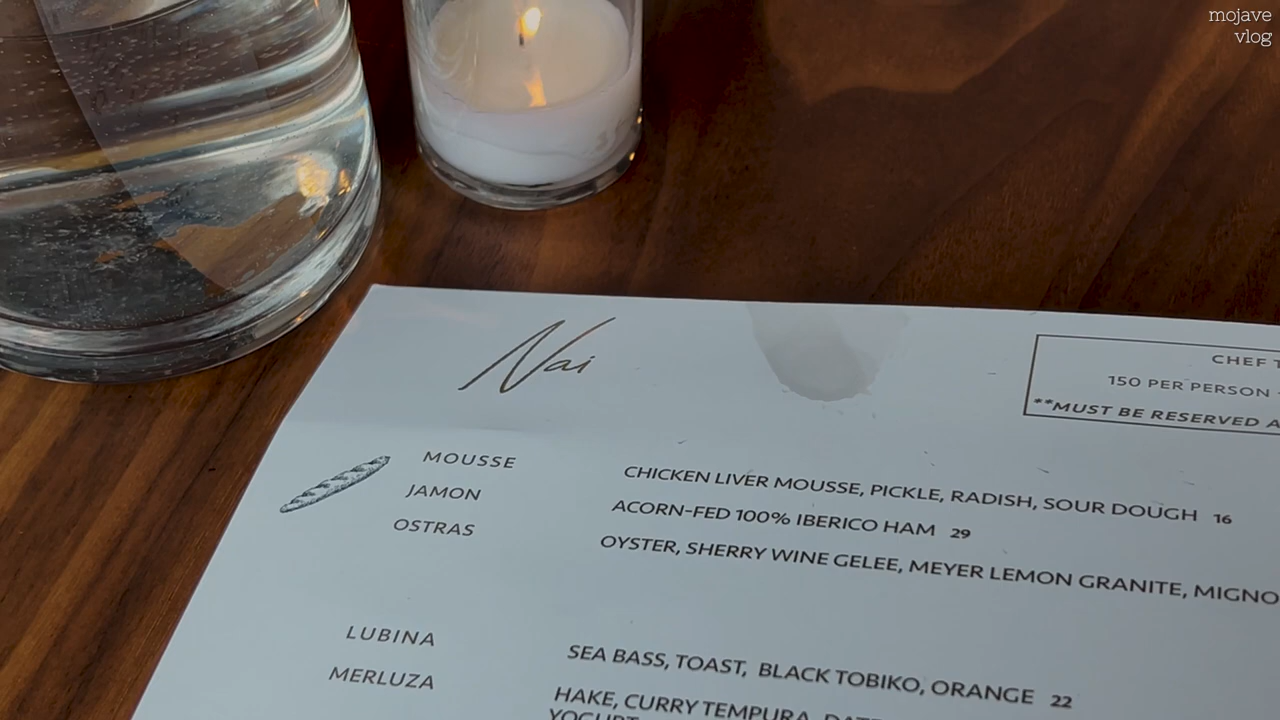 mojave
vlog
Nai
CHEF
150 PER PERSON
**MUST BE RESERVED
MOUSSE CHICKEN LIVER MOUSSE, PICKLE, RADISH, SOUR DOUGH 16
JAMON ACORN-FED 100% IBERICO HAM 29
OSTRAS OYSTER, SHERRY WINE GELEE, MEYER LEMON GRANITE,
LUBINA SEA BASS, TOAST, BLACK TOBIKO, ORANGE 22
MERLUZA HAKE, CURRY TEMPURA,
YOGURT